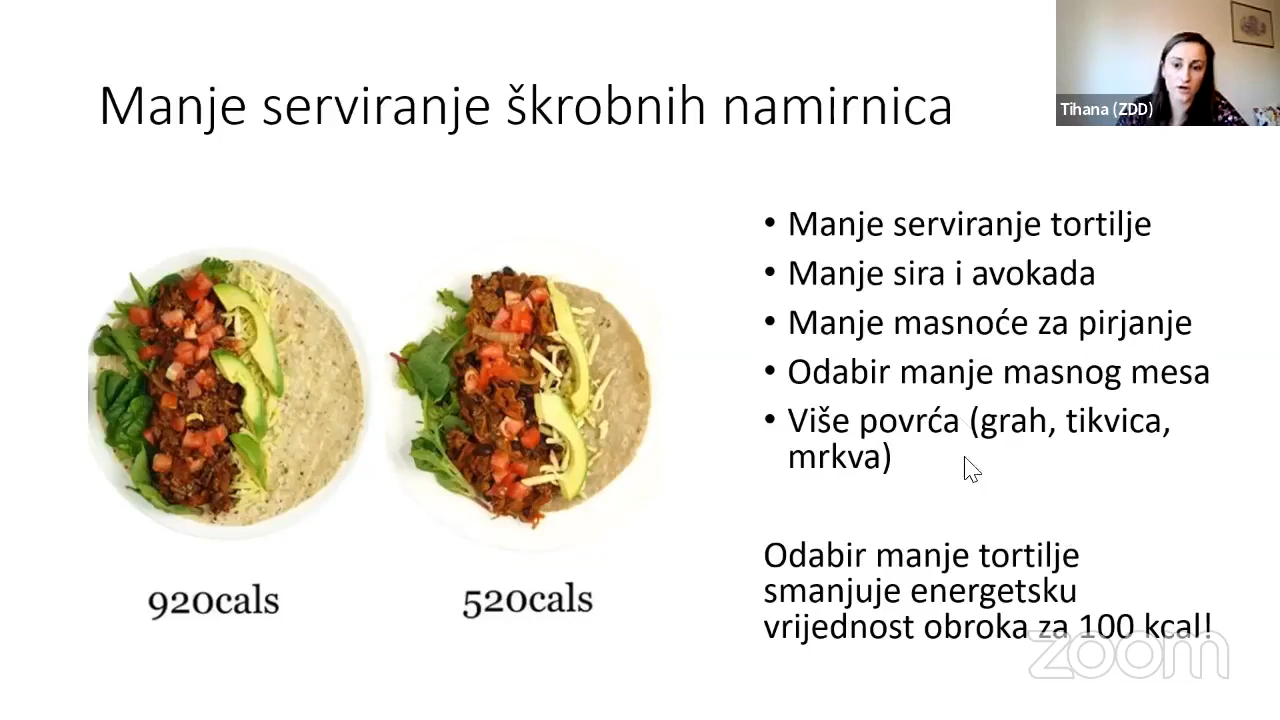 Manje serviranje škrobnih namirnica
Tihana (ZDD)
• Manje serviranje tortilje
• Manje sira i avokada
• Manje masnoće za pirjanje
• Odabir manje masnog mesa
• Više povrća (grah, tikvica,
mrkva)
920cals
520cals
Odabir manje tortilje
smanjuje energetsku
vrijednost obroka za 100 kcal!
zoom